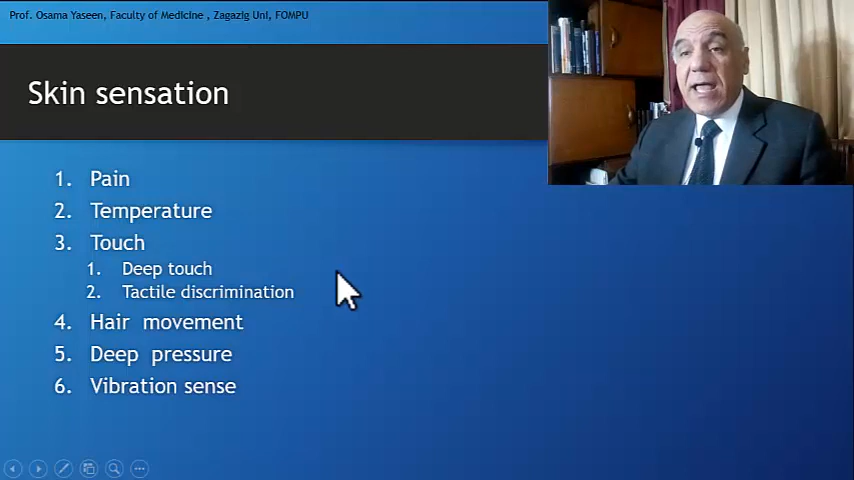 Prof. Osama Yaseen, Faculty of Medicine , Zagazig Uni, FOMPU
Skin sensation
1. Pain
2. Temperature
3. Touch
1. Deep touch
2. Tactile discrimination
4. Hair movement
5. Deep pressure
6. Vibration sense